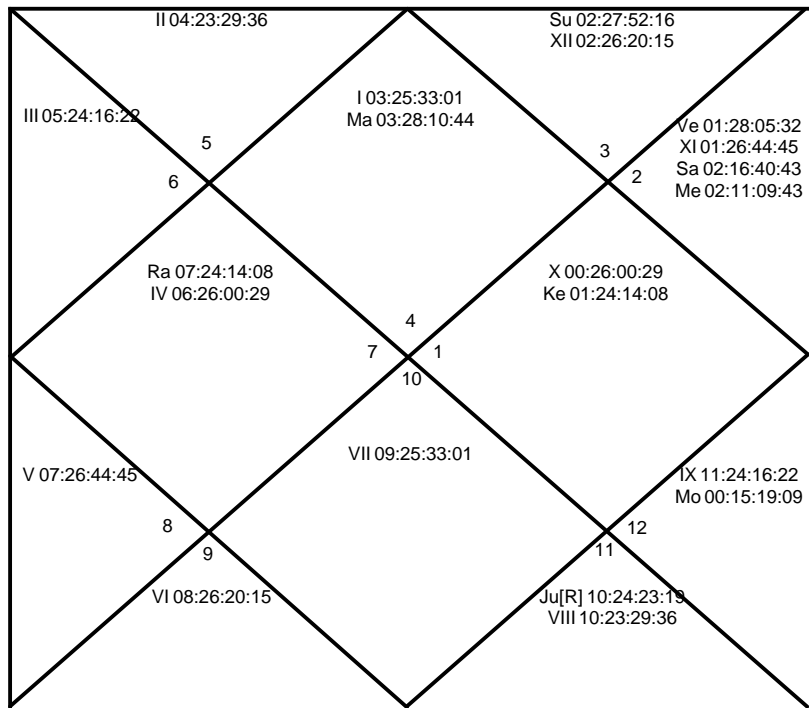 II 04:23:29:36
Su 02:27:52:16
XII 02:26:20:15
III 05:24:16:22
I 03:25:33:01
Ma 03:28:10:44
Ve 01:28:05:32
XI 01:26:44:45
Sa 02:16:40:43
Me 02:11:09:43
5
3
6
2
Ra 07:24:14:08
IV 06:26:00:29
X 00:26:00:29
Ke 01:24:14:08
4
7
1
10
VII 09:25:33:01
V 07:26:44:45
IX 11:24:16:22
Mo 00:15:19:09
8
12
9
11
VI 08:26:20:15
Ju[R] 10:24:23:19
VIII 10:23:29:36